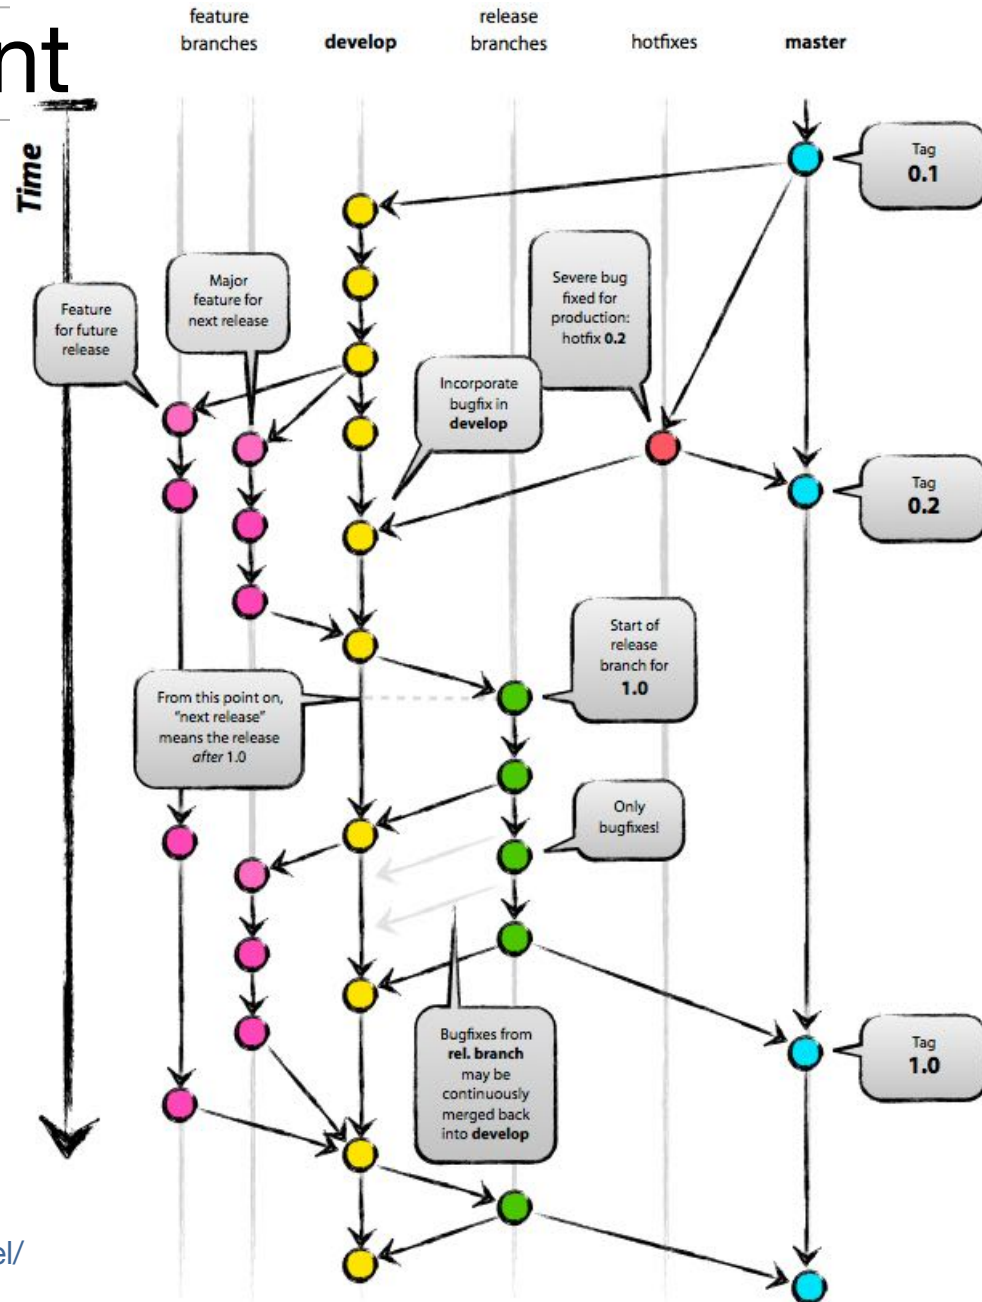 nt
feature
branches
develop
release
branches
hotfixes
master
Time
Tag
0.1
Major
feature for
next release
Severe bug
fixed for
production:
hotfix 0.2
Feature
for future
release
Incorporate
bugfix in
develop
Tag
0.2
Start of
release
branch for
1.0
From this point on,
“next release”
means the release
after 1.0
Only
bugfixes!
Bugfixes from
rel. branch
may be
continuously
merged back
into develop
Tag
1.0
el/